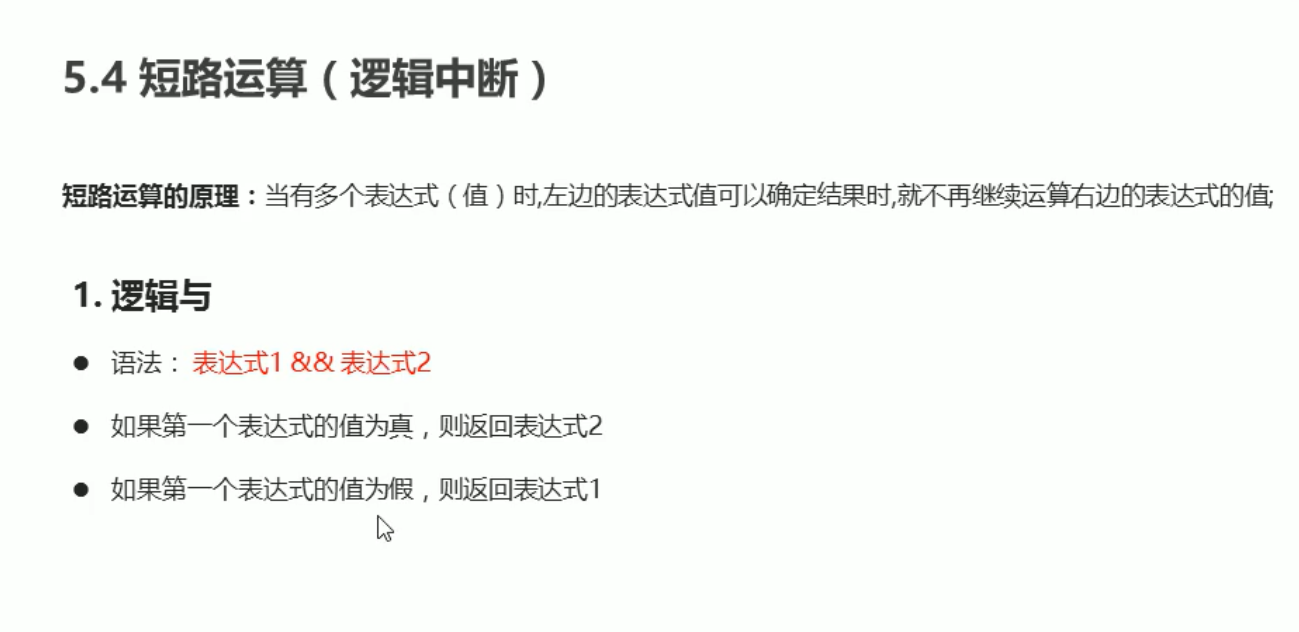 5.4 短路运算（逻辑中断）
短路运算的原理：当有多个表达式（值）时,左边的表达式值可以确定结果时,就不再继续运算右边的表达式的值;
1. 逻辑与
● 语法： 表达式1 && 表达式2
● 如果第一个表达式的值为真，则返回表达式2
● 如果第一个表达式的值为假，则返回表达式1